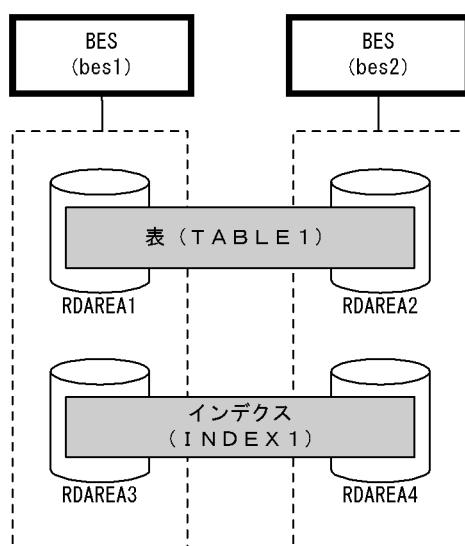 BES
(bes1)
BES
(bes2)
表（ＴＡＢＬＥ１）
RDAREA1
RDAREA2
インデクス
（ＩＮＤＥＸ１）
RDAREA3
RDAREA4